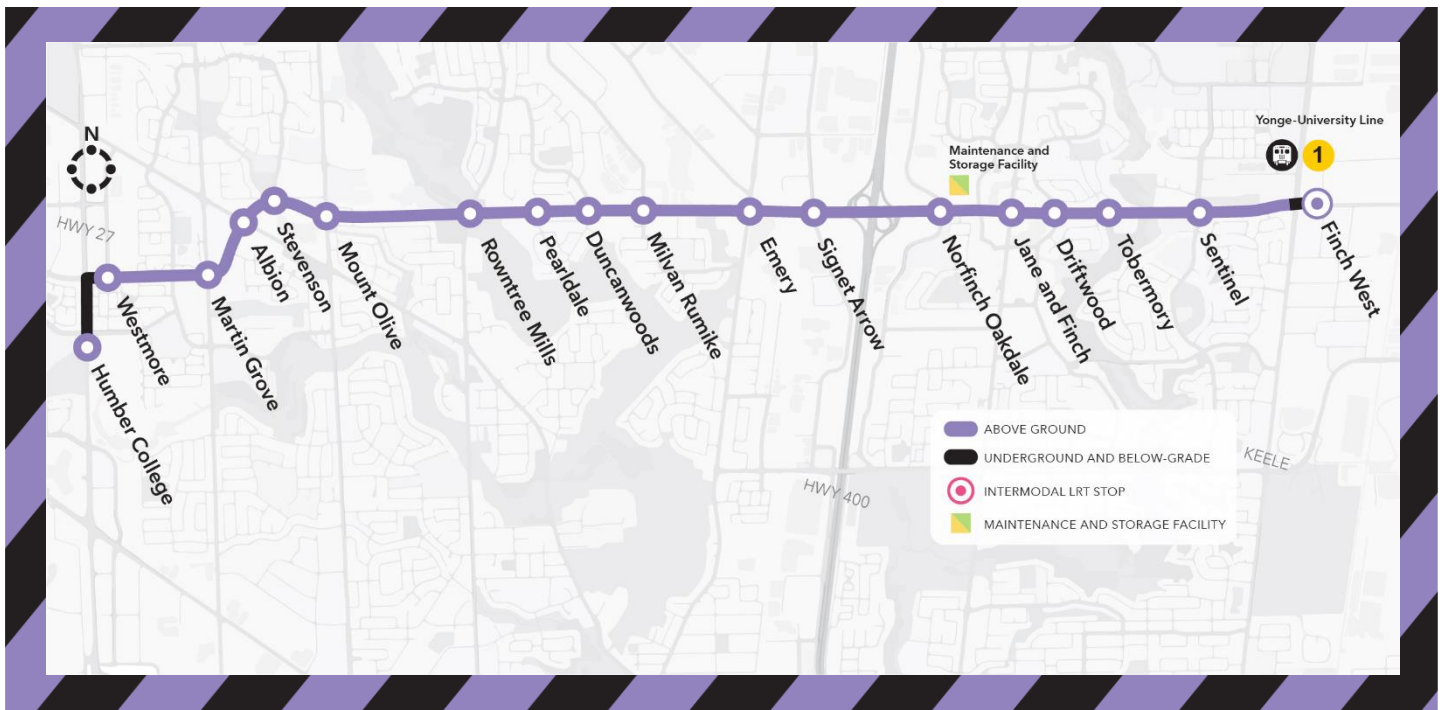 Yonge-University Line
1
N
Maintenance and
Storage Facility
HWY 27
Humber College
Westmore
Martin Grove
Albion
Stevenson
Mount Olive
Rowntree Mills
Pearldale
Duncanwoods
Milvan Rumike
Emery
Signet Arrow
Norfinch Oakdale
Jane and Finch
Driftwood
Tobermory
Sentinel
Finch West
HWY 400
KEELE
ABOVE GROUND
UNDERGROUND AND BELOW-GRADE
INTERMODAL LRT STOP
MAINTENANCE AND STORAGE FACILITY